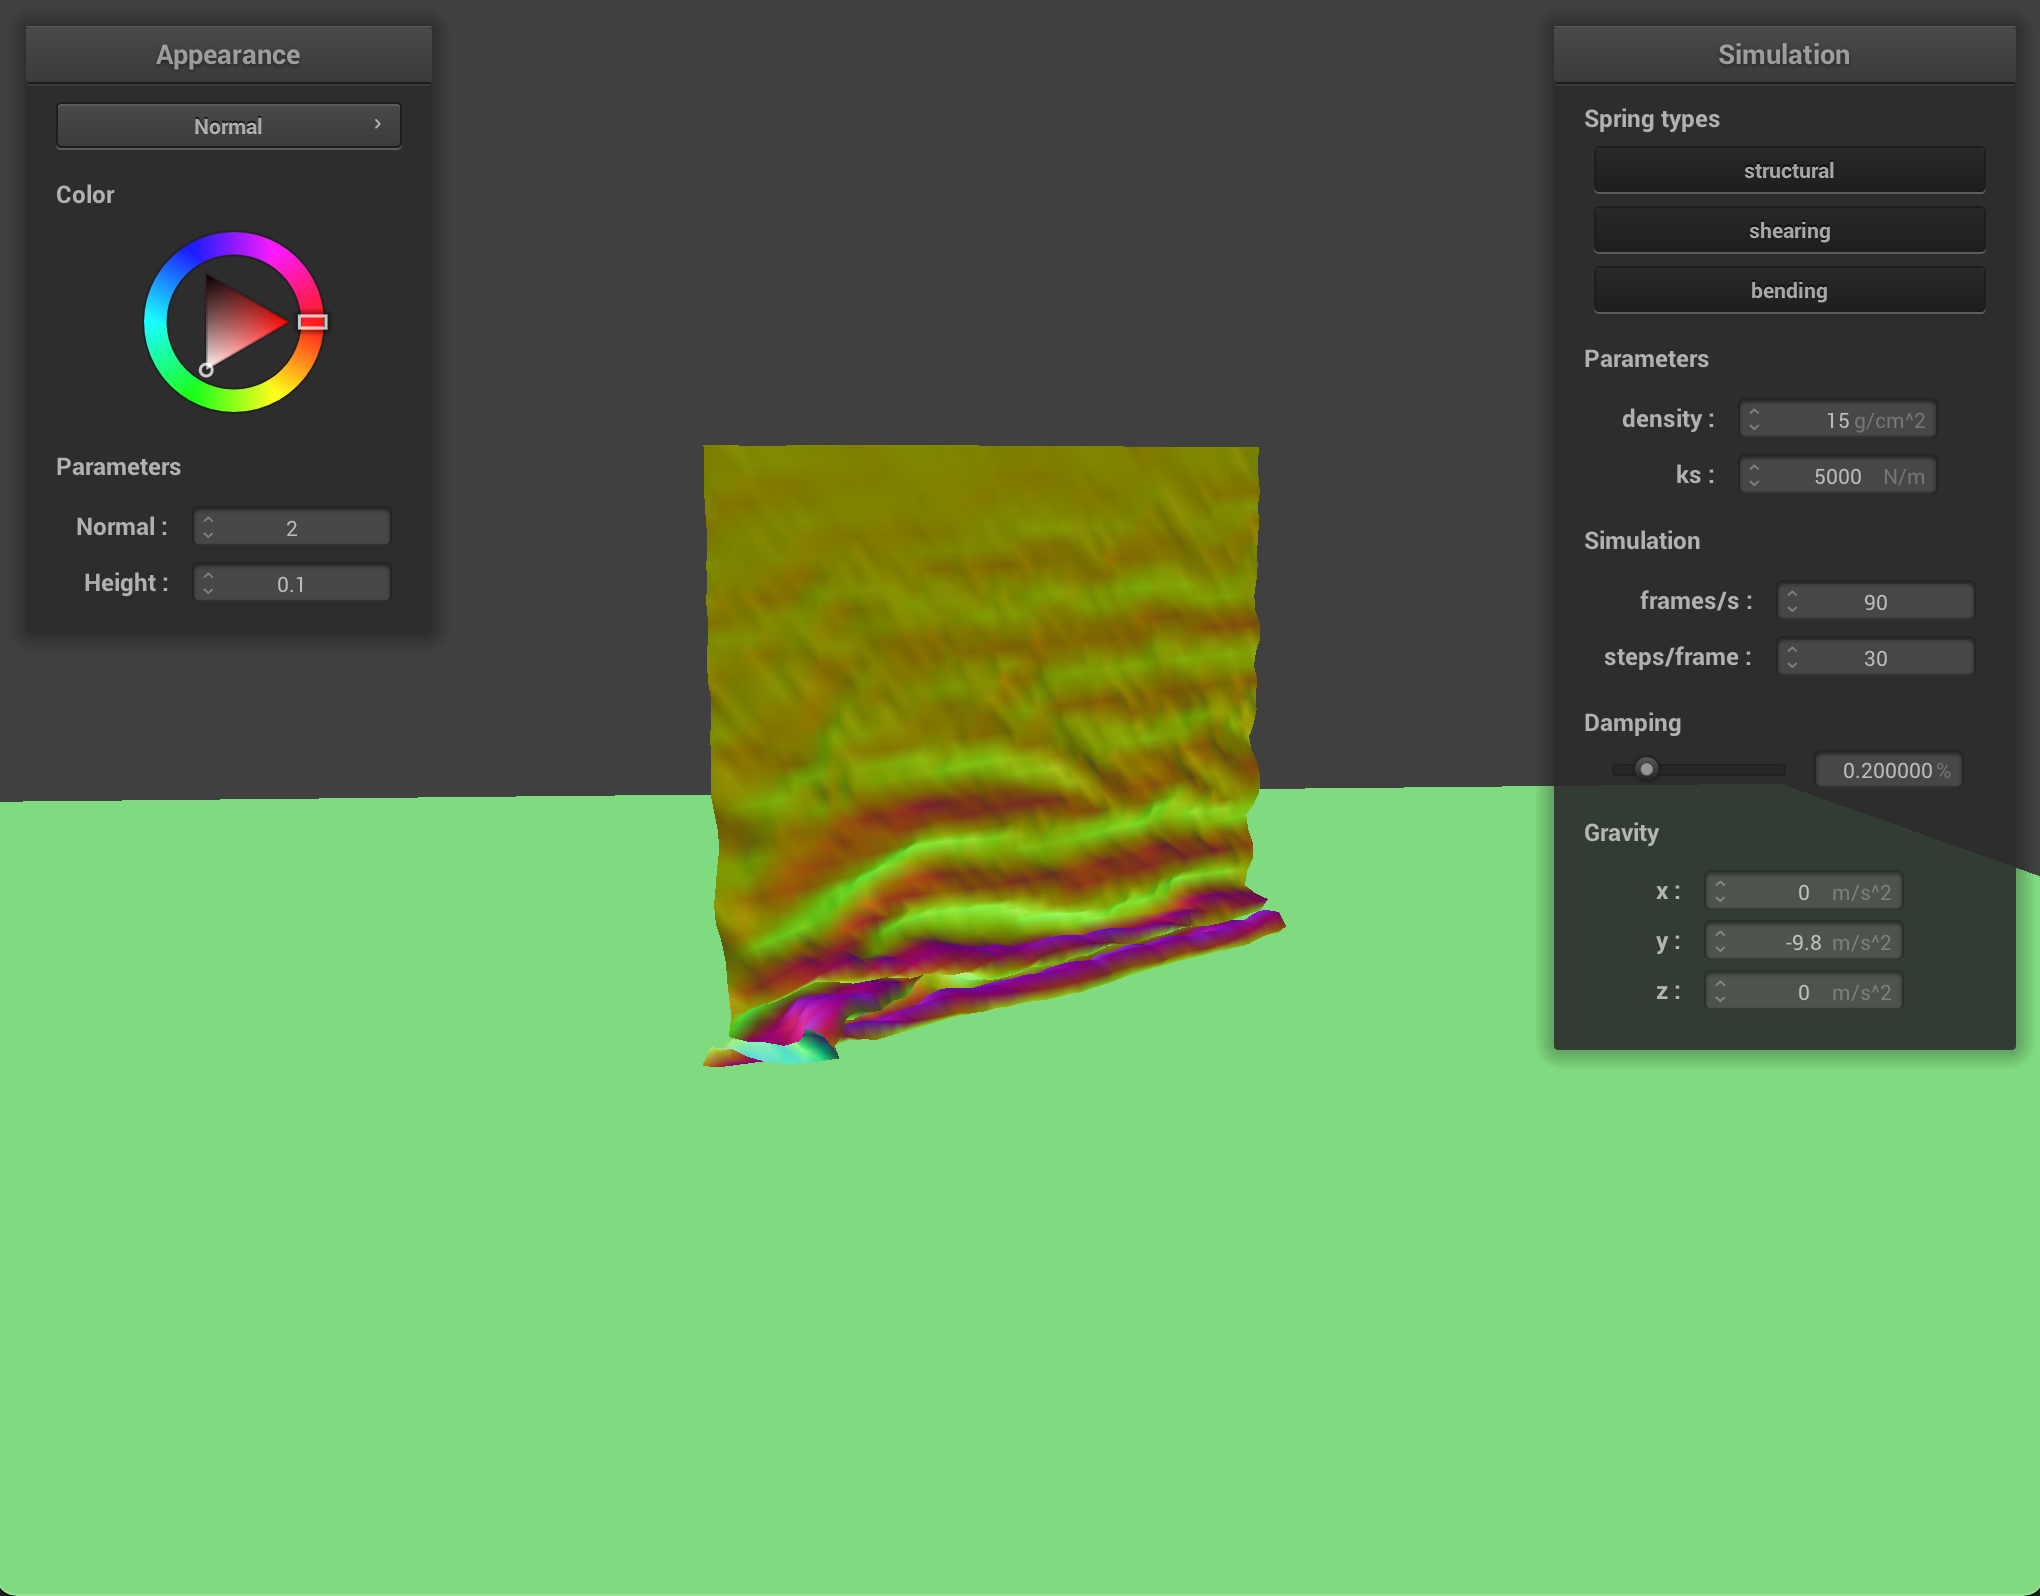 Appearance
Normal
Color
Parameters
Normal : 2
Height : 0.1
Simulation
Spring types
structural
shearing
bending
Parameters
density : 15 g/cm^2
ks : 5000 N/m
Simulation
frames/s : 90
steps/frame : 30
Damping
0.200000 %
Gravity
x : 0 m/s^2
y : -9.8 m/s^2
z : 0 m/s^2